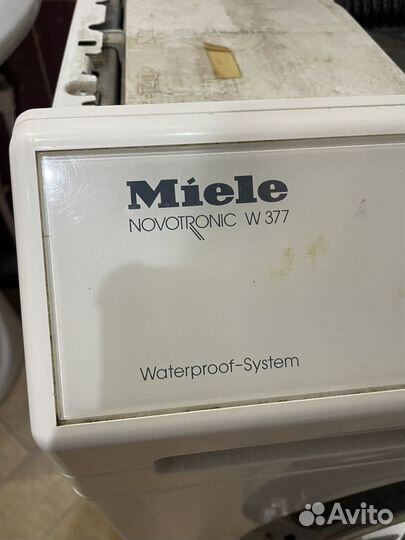 Miele
NOVOTRONIC W 377
Waterproof-System
Avito